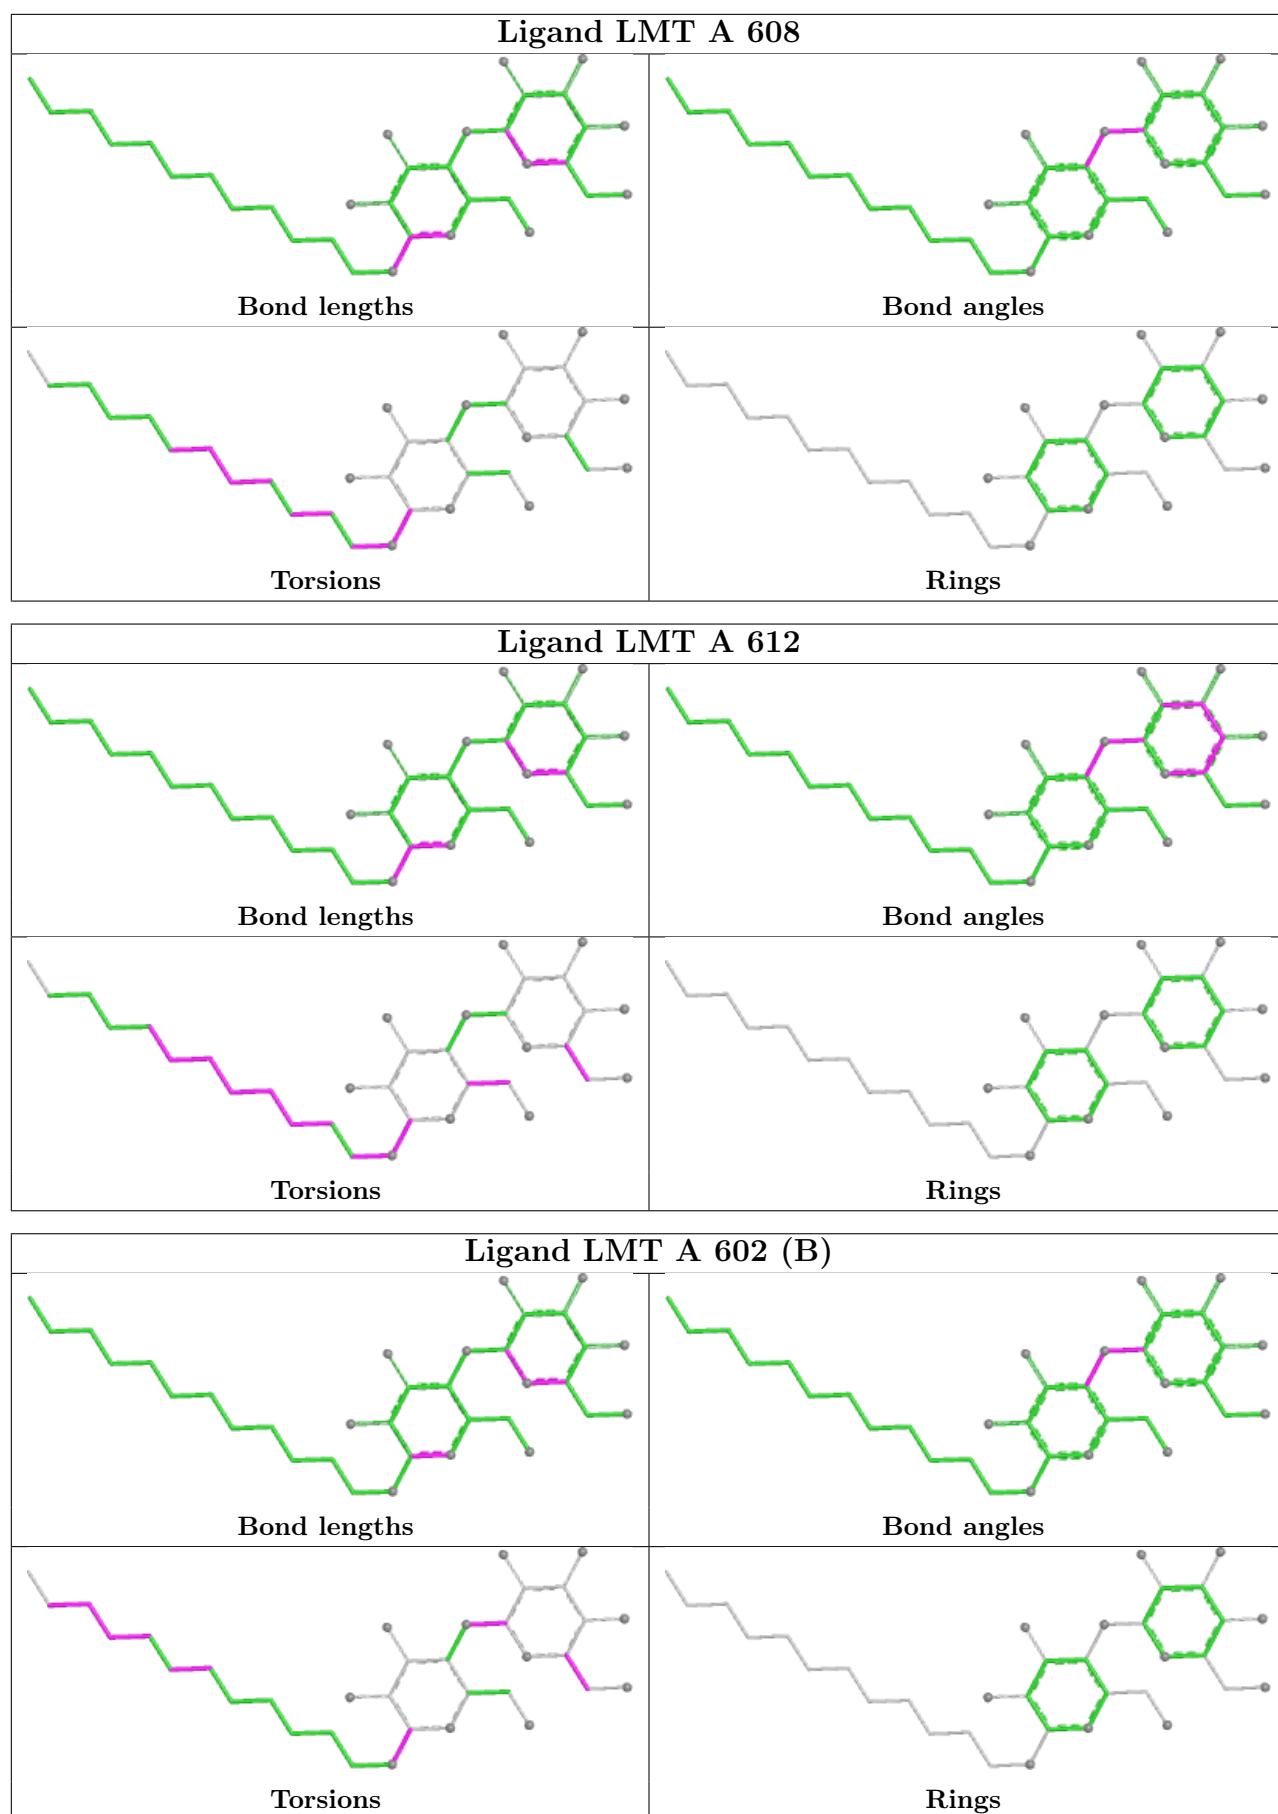 Ligand LMT A 608
Bond lengths
Bond angles
Torsions
Rings
Ligand LMT A 612
Bond lengths
Bond angles
Torsions
Rings
Ligand LMT A 602 (B)
Bond lengths
Bond angles
Torsions
Rings